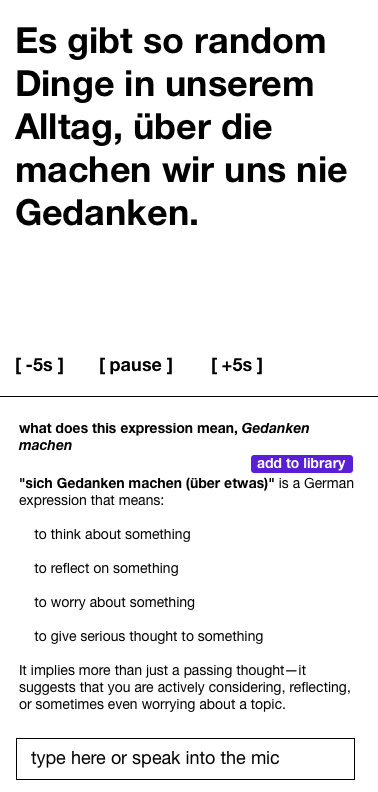 Es gibt so random
Dinge in unserem
Alltag, über die
machen wir uns nie
Gedanken.
[ -5s ] [ pause ] [ +5s ]
what does this expression mean, Gedanken
machen
add to library
"sich Gedanken machen (über etwas)" is a German
expression that means:
to think about something
to reflect on something
to worry about something
to give serious thought to something
It implies more than just a passing thought—it
suggests that you are actively considering, reflecting,
or sometimes even worrying about a topic.
type here or speak into the mic